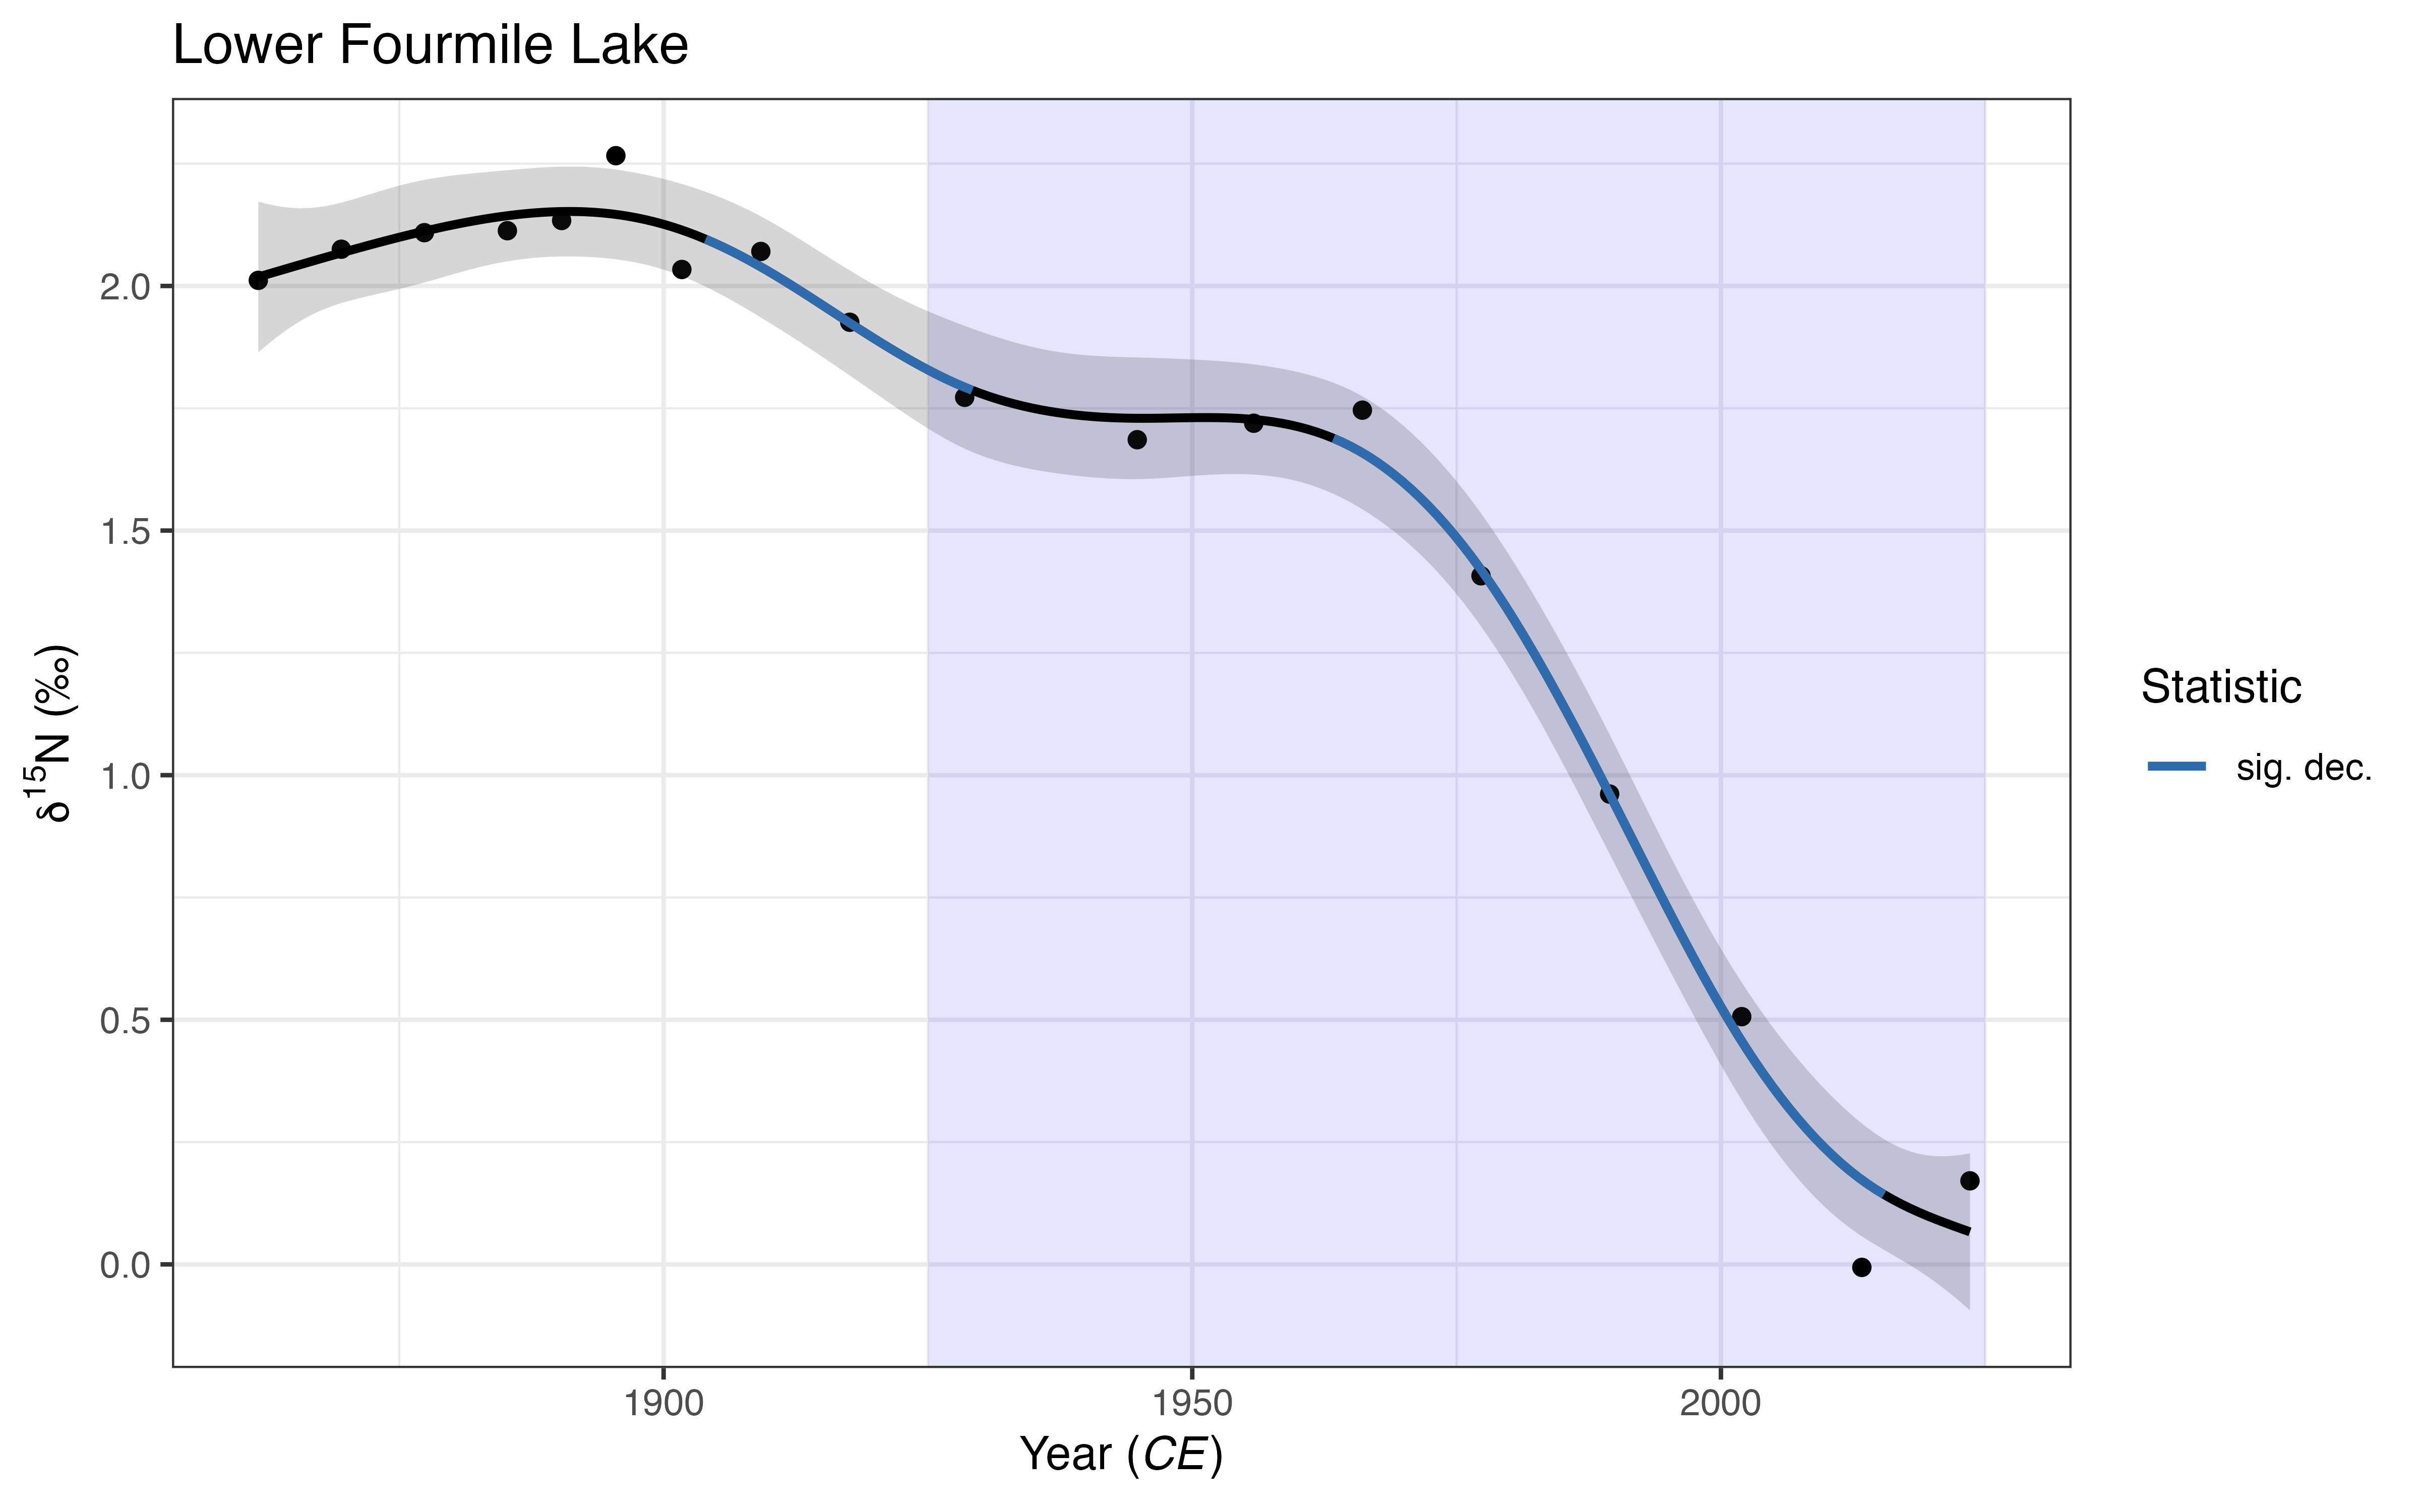 Lower Fourmile Lake
δ¹⁵N (‰)
2.0
1.5
1.0
0.5
0.0
1900 1950 2000
Year (CE)
Statistic
sig. dec.